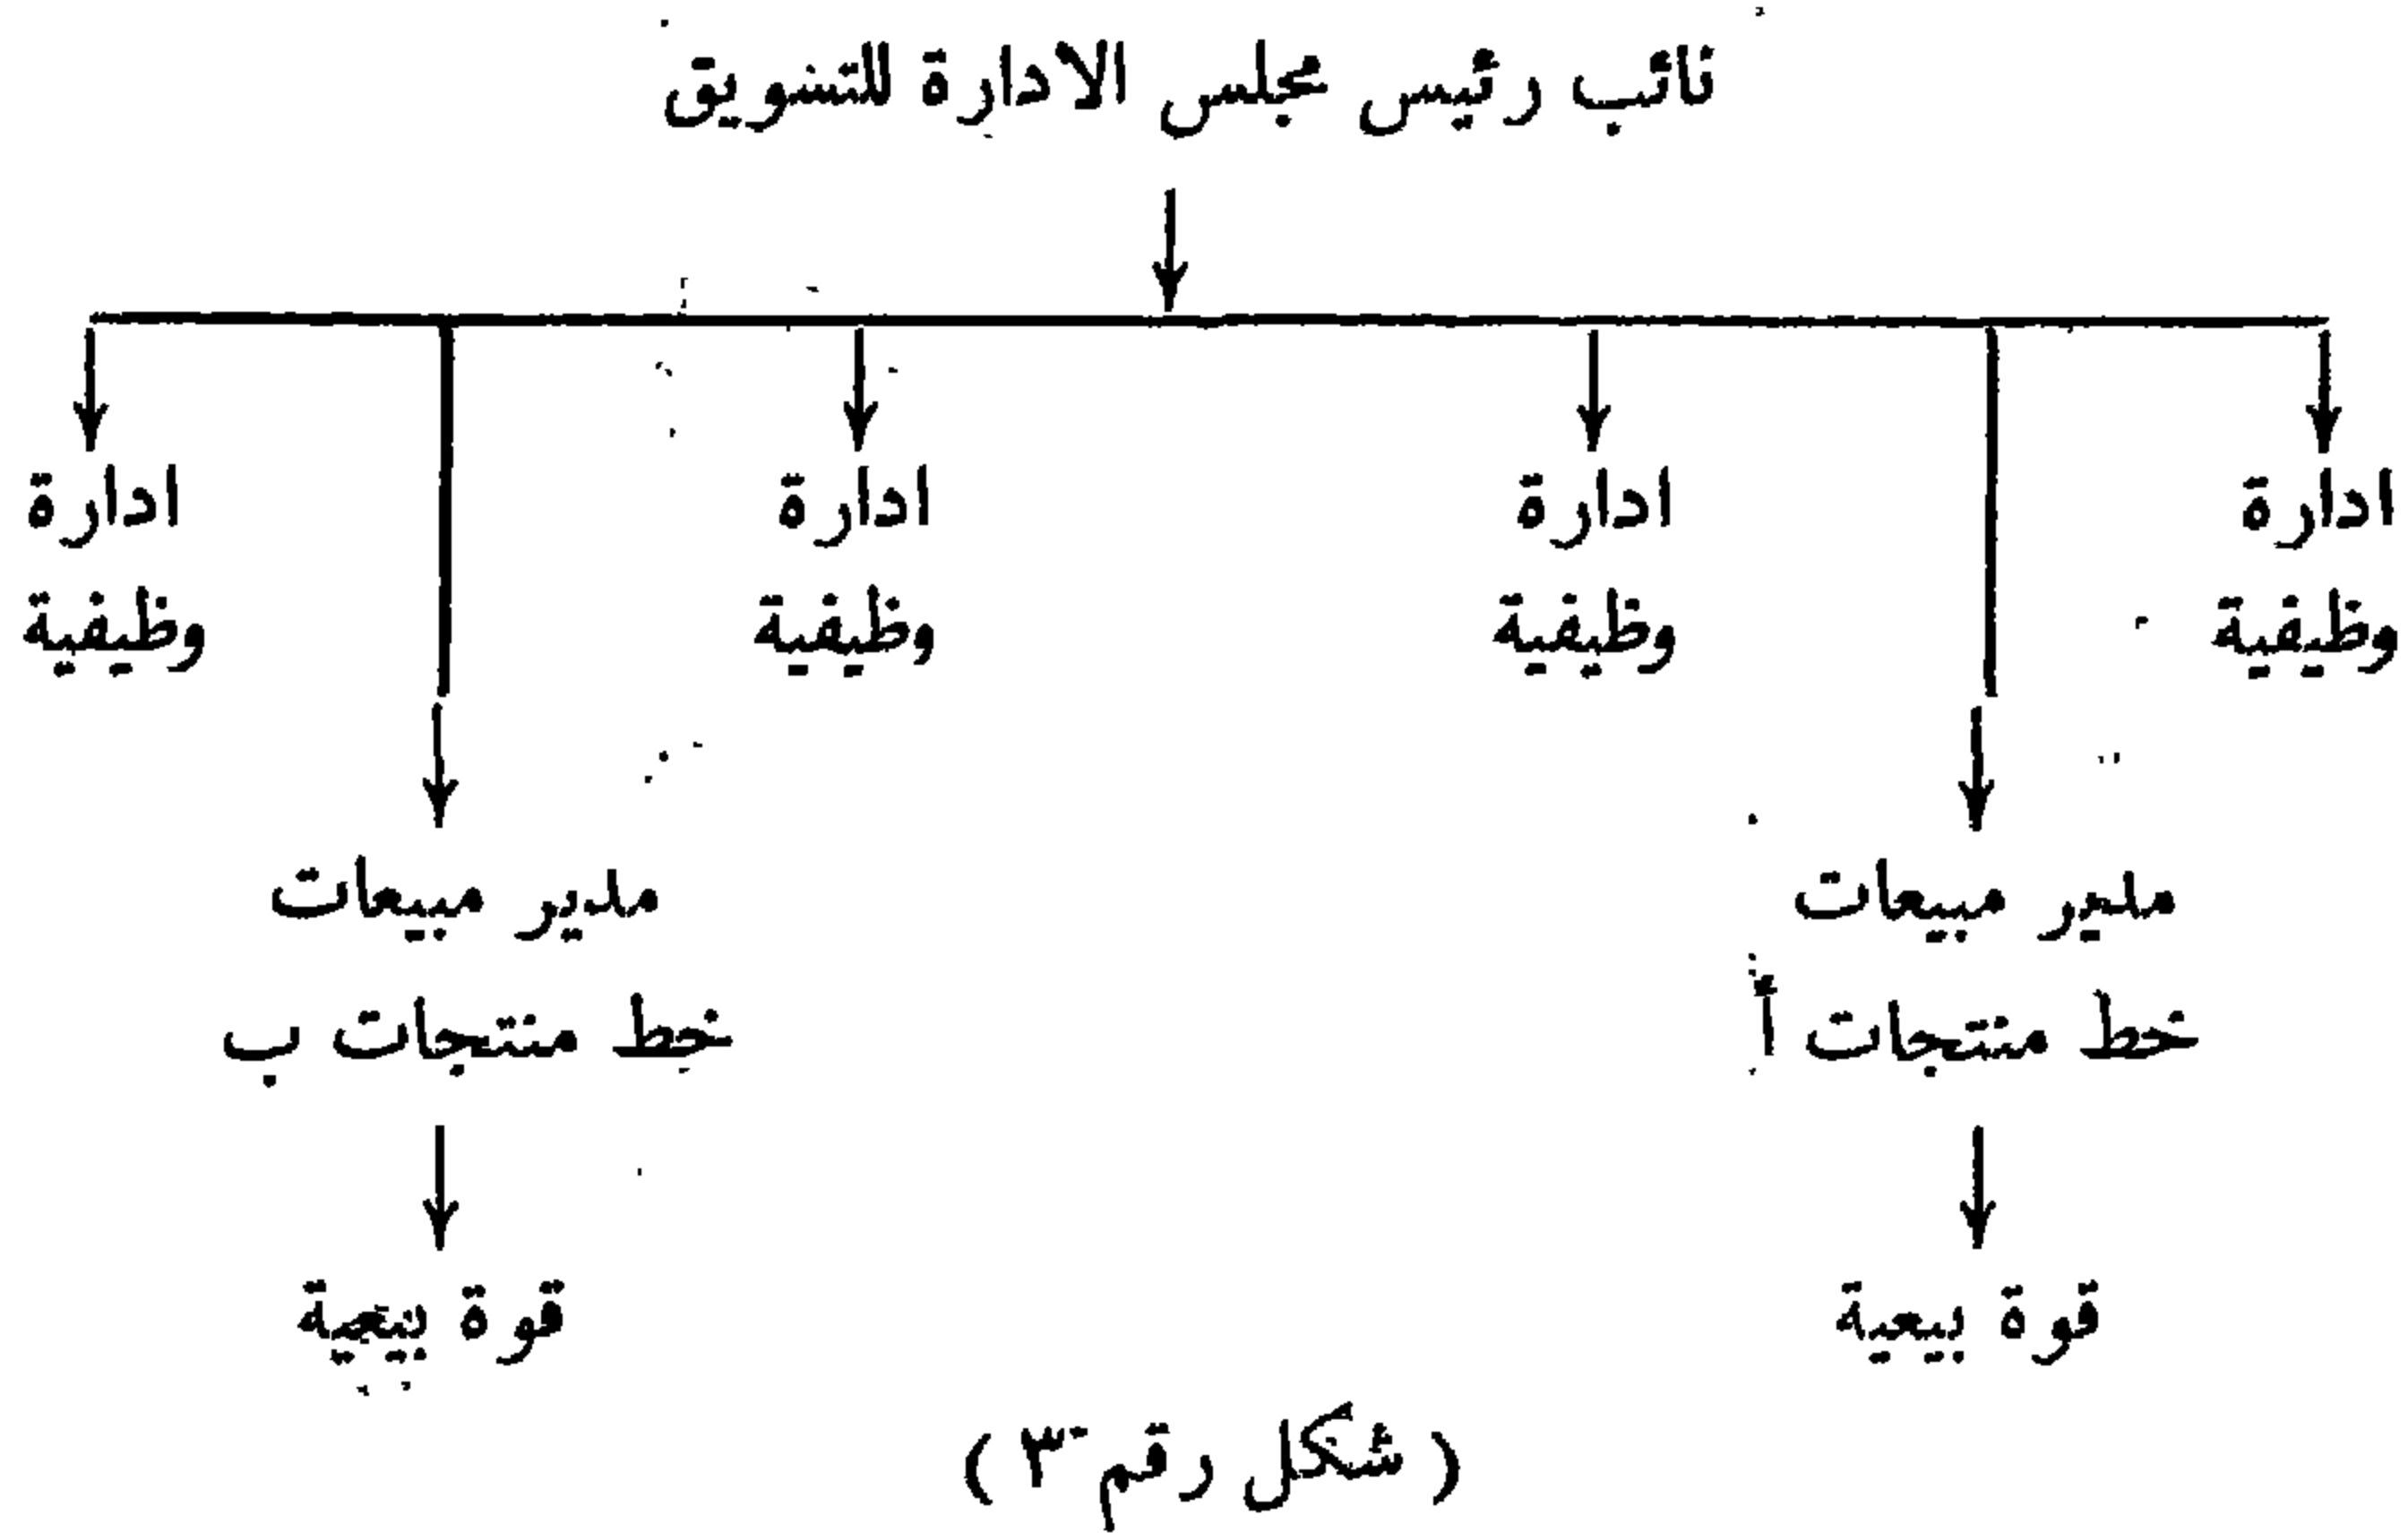 نائب رئيس مجلس الادارة للتسويق
ادارة
وظيفية
ادارة
وظيفية
ادارة
وظيفية
ادارة
وظيفية
مدير مبيعات
خط منتجات أ
مدير مبيعات
خط منتجات ب
قوة بيعية
قوة بيعية
( شكل رقم ٣ )